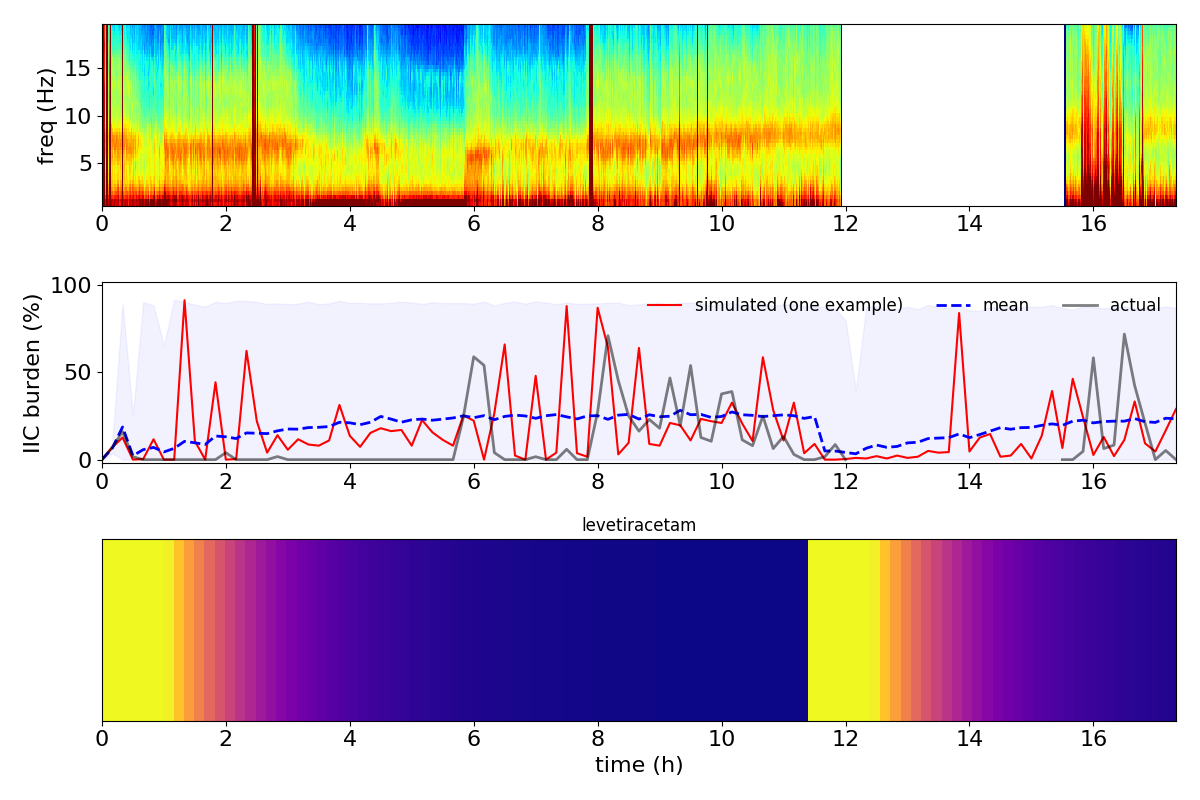 freq (Hz)
15
5
0 2 4 6 8 10 12 14 16
IIC burden (%)
100
50
0
simulated (one example) mean actual
0 2 4 6 8 10 12 14 16
levetiracetam
0 2 4 6 8 10 12 14 16
time (h)